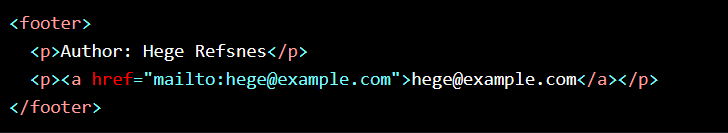 <footer>
  <p>Author: Hege Refsnes</p>
  <p><a href="mailto:hege@example.com">hege@example.com</a></p>
</footer>